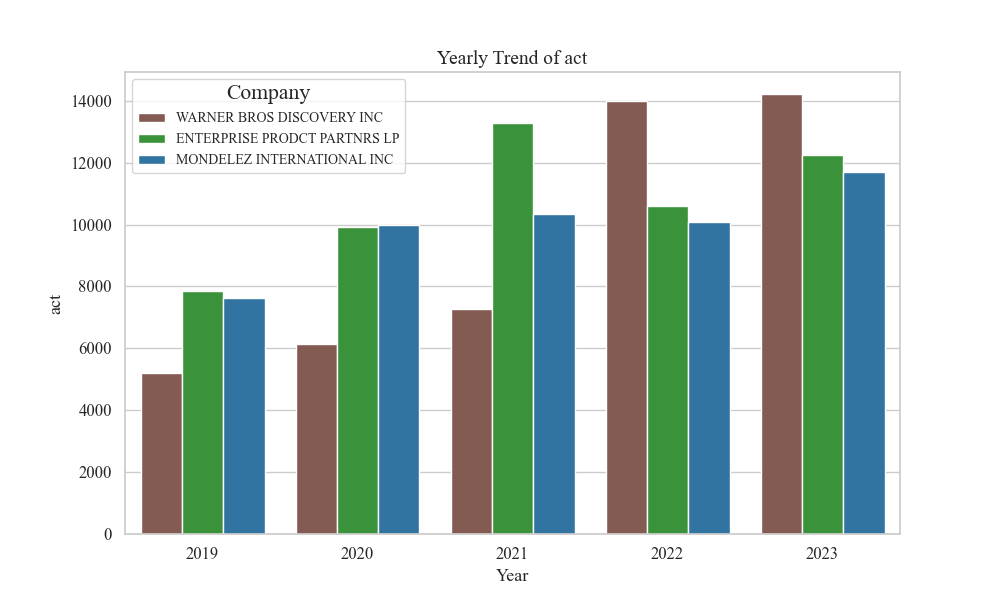 Yearly Trend of act
Company
WARNER BROS DISCOVERY INC
ENTERPRISE PRODCT PARTNRS LP
MONDELEZ INTERNATIONAL INC
act
14000
12000
10000
8000
6000
4000
2000
0
2019 2020 2021 2022 2023
Year